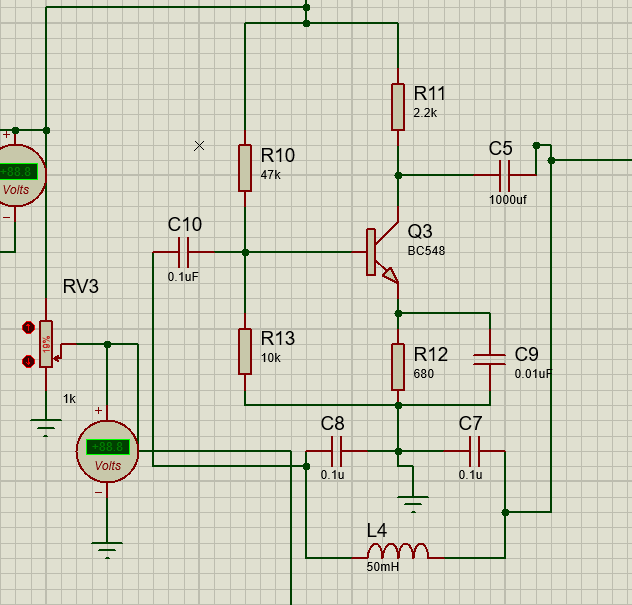 R11
2.2k
C5
1000uf
R10
47k
+88.8
Volts
C10
0.1uF
Q3
BC548
RV3
19%
1k
R13
10k
R12
680
C9
0.01uF
+88.8
Volts
C8
0.1u
C7
0.1u
L4
50mH